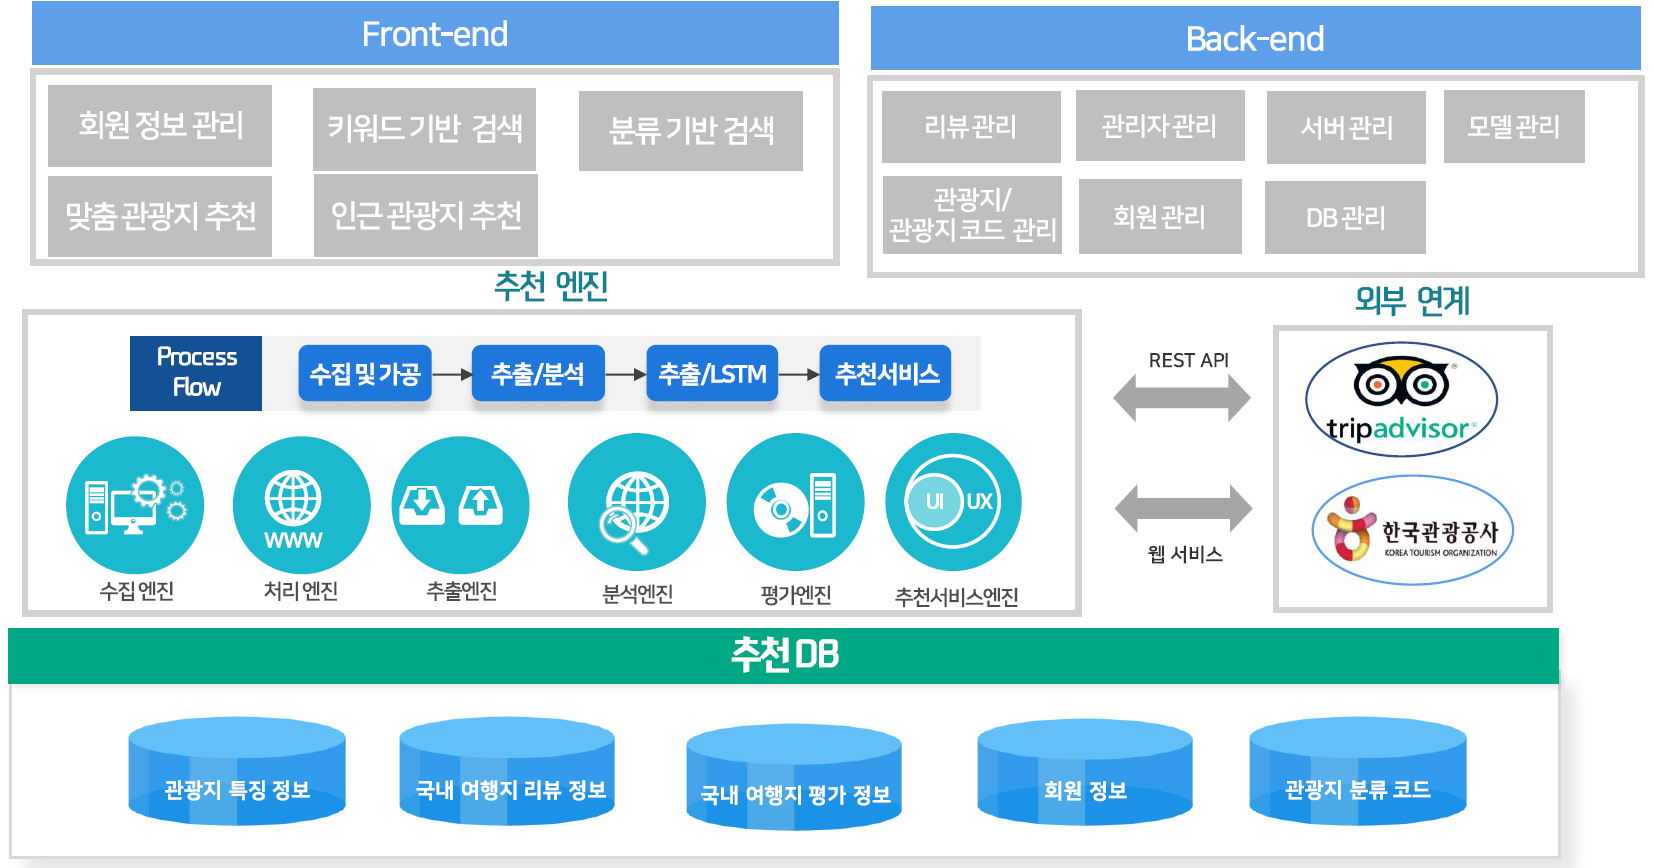 Front-end
회원 정보 관리
키워드 기반 검색
분류 기반 검색
맞춤 관광지 추천
인근 관광지 추천
Back-end
리뷰 관리
관리자 관리
서버 관리
모델 관리
관광지/
관광지 코드 관리
회원 관리
DB 관리
추천 엔진
Process
Flow
수집 및 가공
추출/분석
추출/LSTM
추천서비스
WWW
UI
UX
수집 엔진
처리 엔진
추출엔진
분석엔진
평가엔진
추천서비스엔진
REST API
웹 서비스
외부 연계
tripadvisor®
한국관광공사
KOREA TOURISM ORGANIZATION
추천 DB
관광지 특징 정보
국내 여행지 리뷰 정보
국내 여행지 평가 정보
회원 정보
관광지 분류 코드